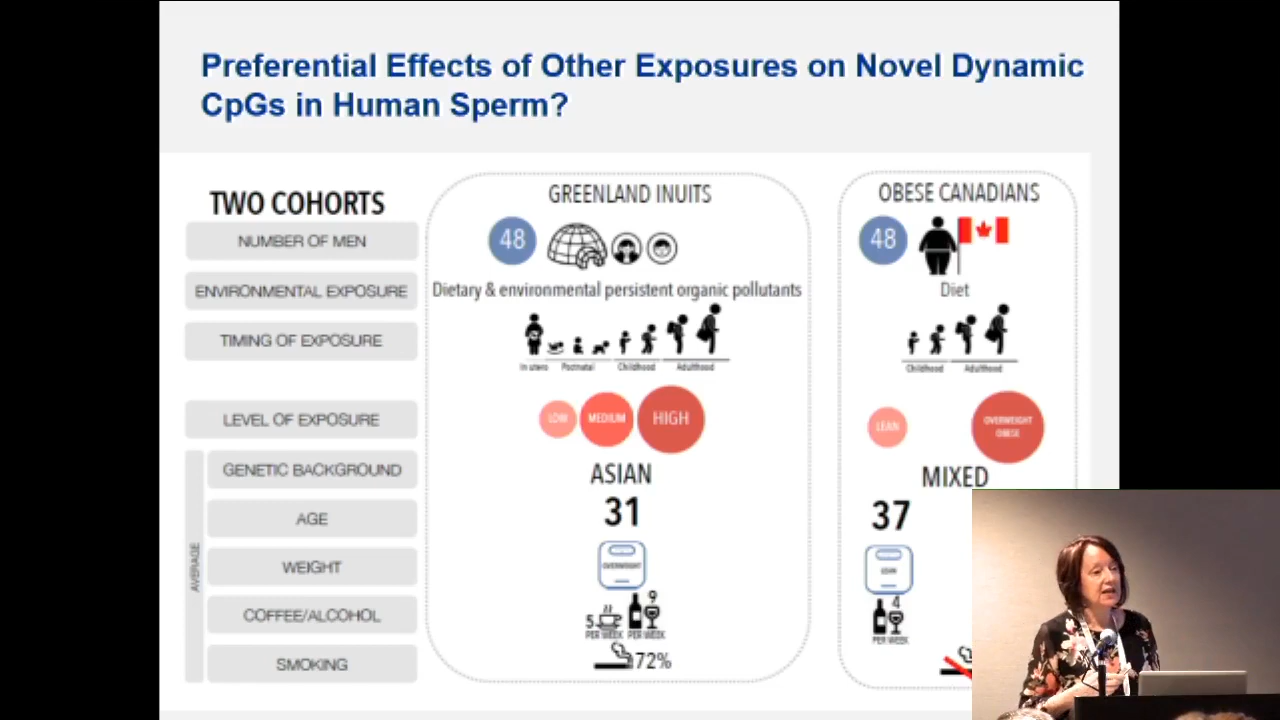 Preferential Effects of Other Exposures on Novel Dynamic
CpGs in Human Sperm?
TWO COHORTS
GREENLAND INUITS
OBESE CANADIANS
NUMBER OF MEN
48
48
ENVIRONMENTAL EXPOSURE
Dietary & environmental persistent organic pollutants
Diet
TIMING OF EXPOSURE
In utero
Postnatal
Childhood
Adulthood
Childhood
Adulthood
LEVEL OF EXPOSURE
LOW
MEDIUM
HIGH
LEAN
OVERWEIGHT
OBESE
GENETIC BACKGROUND
ASIAN
MIXED
AVERAGE
AGE
31
37
WEIGHT
OVERWEIGHT
LEAN
COFFEE/ALCOHOL
5
PER WEEK
9
PER WEEK
4
PER WEEK
SMOKING
72%